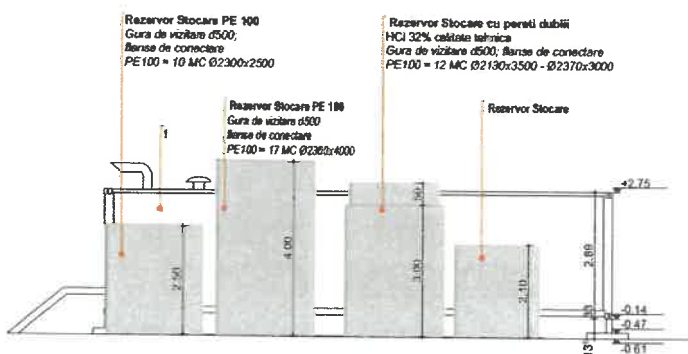 Rezervor Stocare PE 100
Gura de vizitare d500;
flanse de conectare
PE100 = 10 MC Ø2300x2500
Rezervor Stocare cu pereti dublii
HCl 32% calitate tehnica
Gura de vizitare d500; flanse de conectare
PE100 = 12 MC Ø2130x3500 - Ø2370x3000
Rezervor Stocare PE 100
Gura de vizitare d500
flanse de conectare
PE100 = 17 MC Ø2360x4000
Rezervor Stocare
1
+2.75
.50
2.50
4.00
3.00
2.10
2.89
-0.14
33
-0.47
13⁵
-0.61